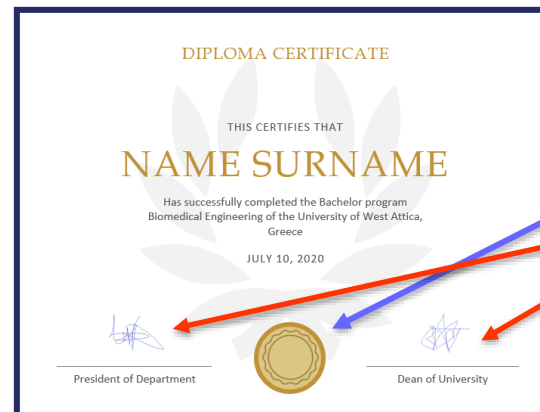 DIPLOMA CERTIFICATE
THIS CERTIFIES THAT
NAME SURNAME
Has successfully completed the Bachelor program
Biomedical Engineering of the University of West Attica,
Greece
JULY 10, 2020
President of Department
Dean of University